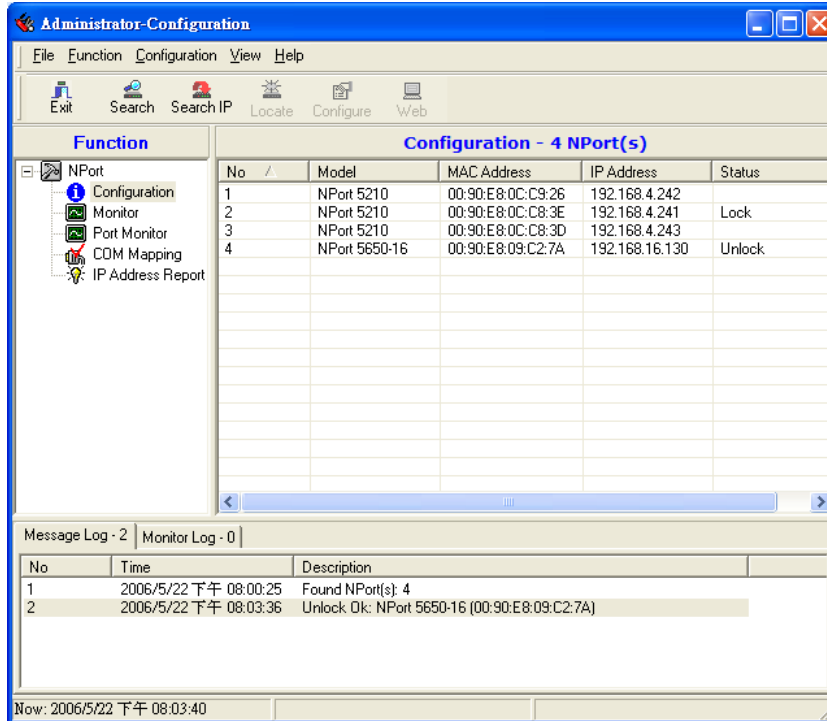 Administrator-Configuration
File Function Configuration View Help
Exit Search Search IP Locate Configure Web
Function
NPort
Configuration
Monitor
Port Monitor
COM Mapping
IP Address Report
Configuration - 4 NPort(s)
No Model MAC Address IP Address Status
1 NPort 5210 00:90:E8:0C:C9:26 192.168.4.242
2 NPort 5210 00:90:E8:0C:C8:3E 192.168.4.241 Lock
3 NPort 5210 00:90:E8:0C:C8:3D 192.168.4.243
4 NPort 5650-16 00:90:E8:09:C2:7A 192.168.16.130 Unlock
Message Log - 2 Monitor Log - 0
No Time Description
1 2006/5/22 下午 08:00:25 Found NPort(s): 4
2 2006/5/22 下午 08:03:36 Unlock Ok: NPort 5650-16 (00:90:E8:09:C2:7A)
Now: 2006/5/22 下午 08:03:40